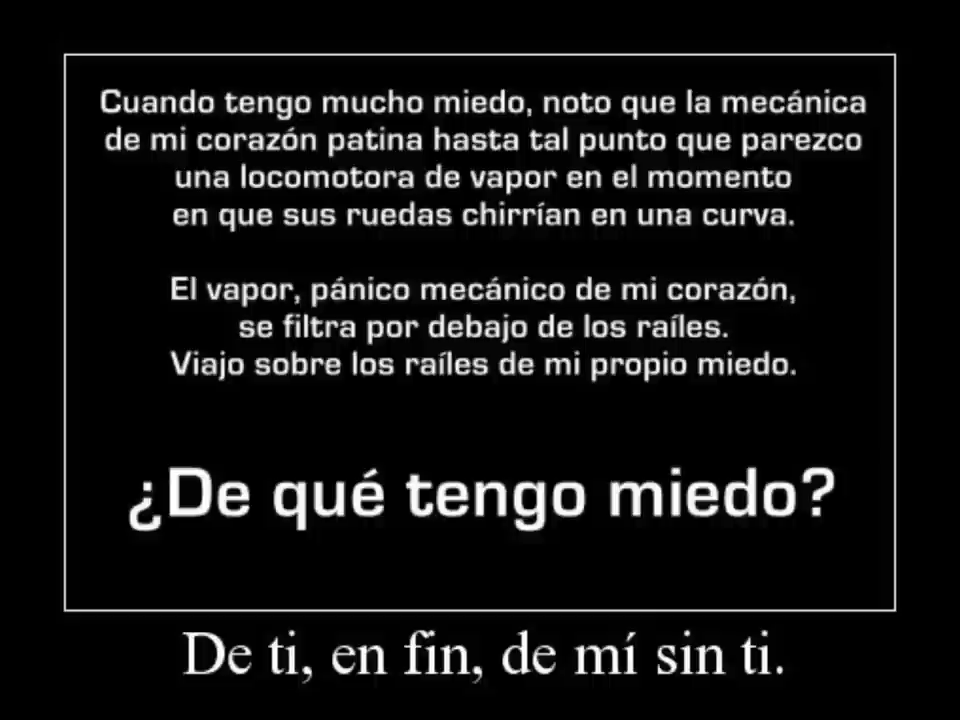 Cuando tengo mucho miedo, noto que la mecánica
de mi corazón patina hasta tal punto que parezco
una locomotora de vapor en el momento
en que sus ruedas chirrían en una curva.
El vapor, pánico mecánico de mi corazón,
se filtra por debajo de los raíles.
Viajo sobre los raíles de mi propio miedo.
¿De qué tengo miedo?
De ti, en fin, de mí sin ti.